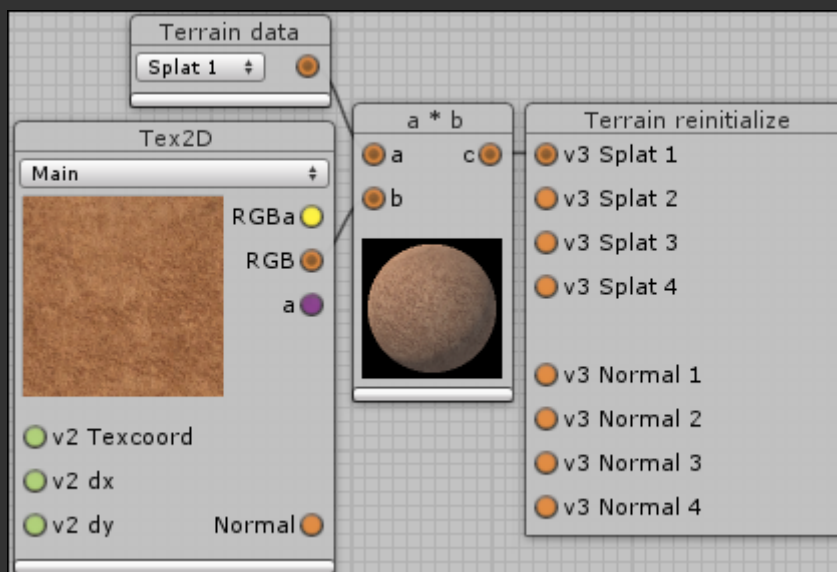 Terrain data
Splat 1
Tex2D
Main
RGBa
RGB
a
v2 Texcoord
v2 dx
v2 dy
Normal
a * b
a
c
b
Terrain reinitialize
v3 Splat 1
v3 Splat 2
v3 Splat 3
v3 Splat 4
v3 Normal 1
v3 Normal 2
v3 Normal 3
v3 Normal 4